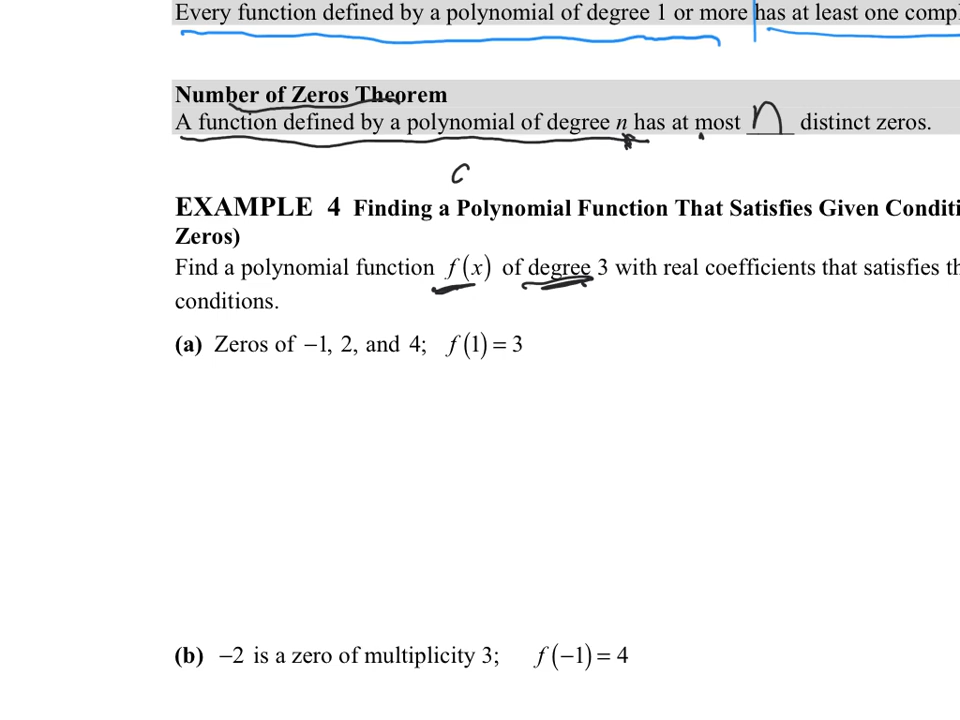 Every function defined by a polynomial of degree 1 or more has at least one comp
Number of Zeros Theorem
A function defined by a polynomial of degree n has at most n distinct zeros.
C
EXAMPLE 4 Finding a Polynomial Function That Satisfies Given Conditi
Zeros)
Find a polynomial function f(x) of degree 3 with real coefficients that satisfies th
conditions.
(a) Zeros of −1, 2, and 4; f(1) = 3
(b) −2 is a zero of multiplicity 3; f(−1) = 4